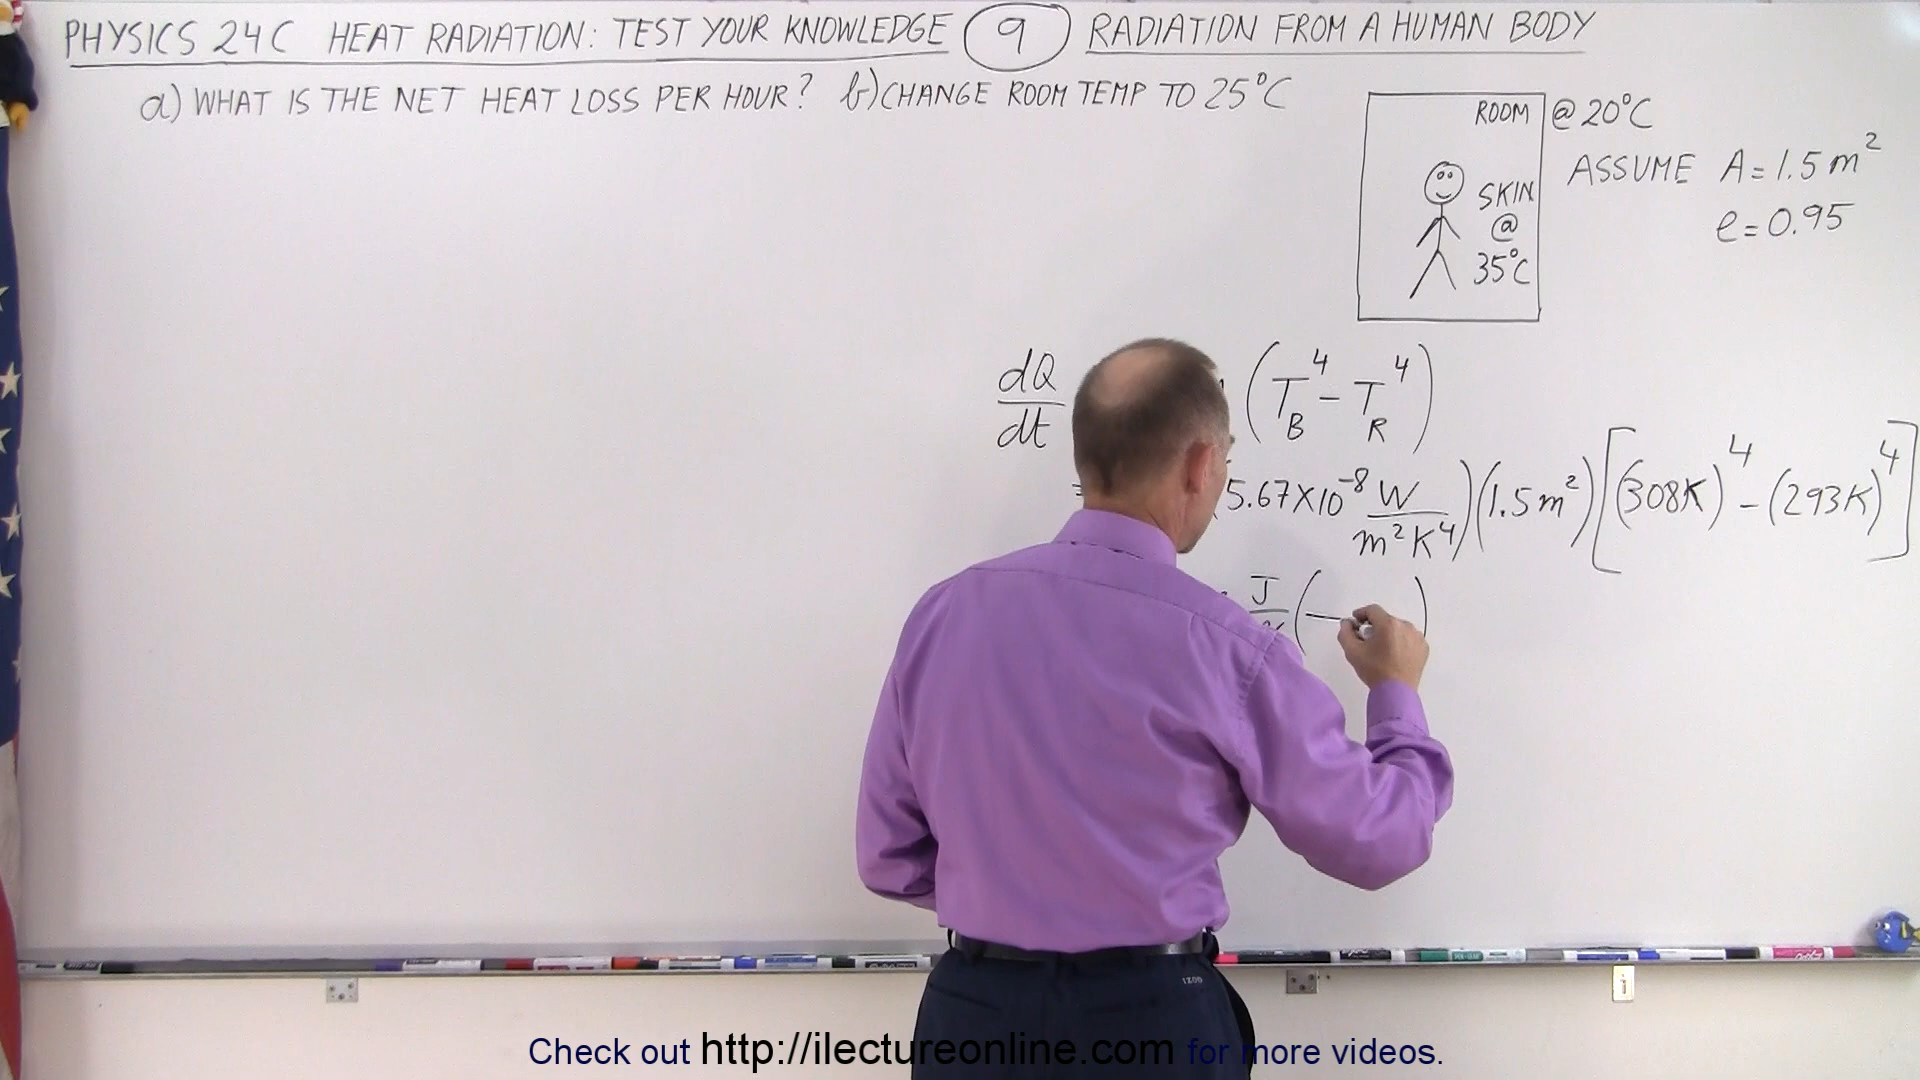 PHYSICS 24C HEAT RADIATION: TEST YOUR KNOWLEDGE 9 RADIATION FROM A HUMAN BODY
a) WHAT IS THE NET HEAT LOSS PER HOUR? b) CHANGE ROOM TEMP TO 25°C
ROOM @ 20°C
ASSUME A = 1.5 m²
e = 0.95
SKIN
@
35°C
dQ/dt (T_B⁴ - T_R⁴)
= (5.67 X 10⁻⁸ W/m²K⁴)(1.5 m²)[(308K)⁴ - (293K)⁴]
J ( )
IZOD
Check out http://ilectureonline.com for more videos.